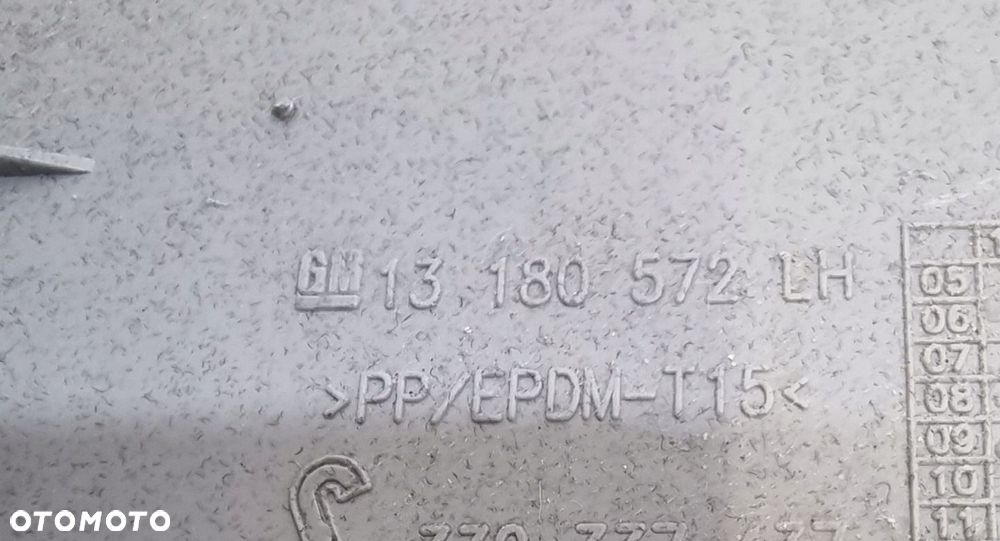 GM 13 180 572 LH
>PP/EPDM-T15<
05
06
07
08
09
10
11
OTOMOTO